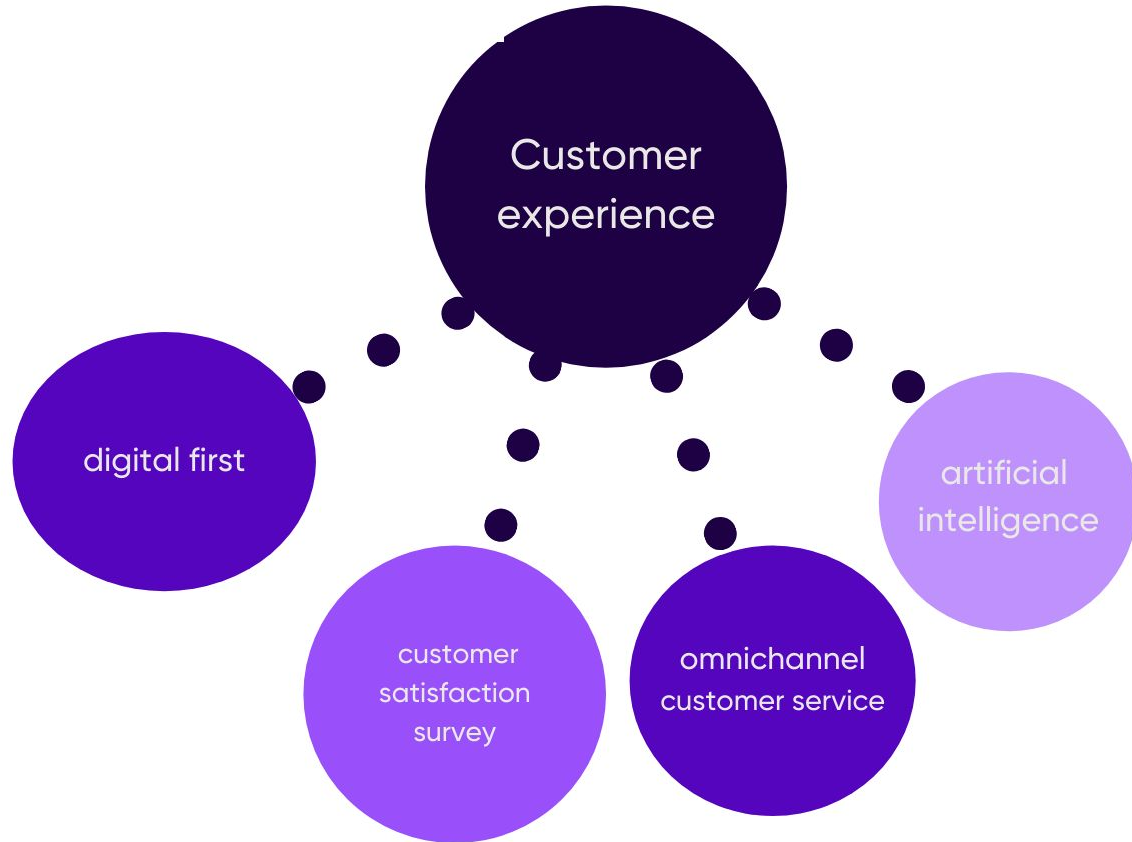 Customer
experience
digital first
artificial
intelligence
customer
satisfaction
survey
omnichannel
customer service